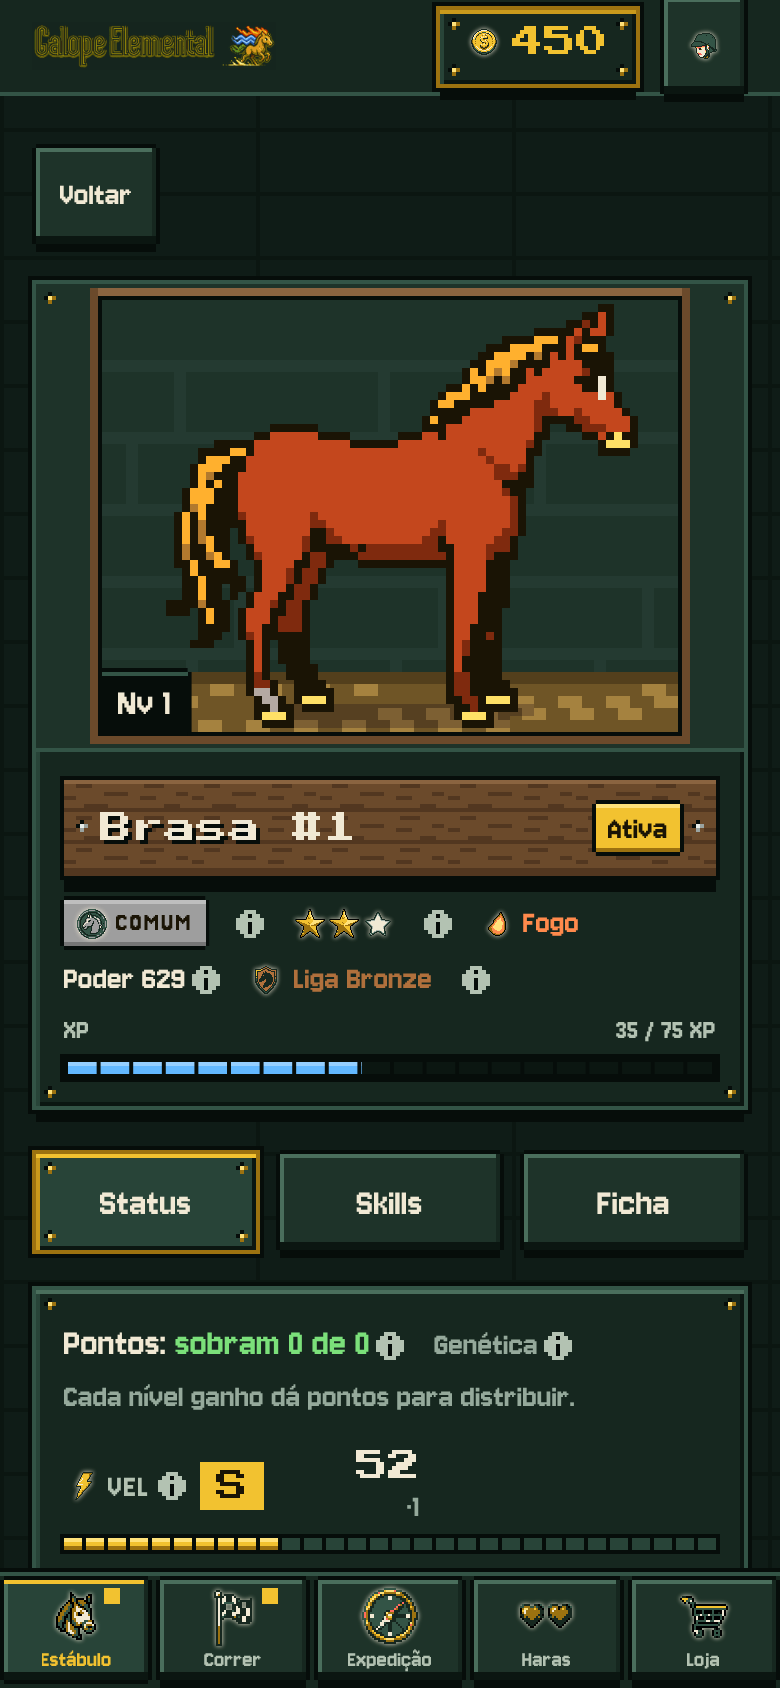 Galope Elemental
450
Voltar
Nv 1
Brasa #1
Ativa
COMUM
Fogo
Poder 629
Liga Bronze
XP
35 / 75 XP
Status
Skills
Ficha
Pontos: sobram 0 de 0
Genética
Cada nível ganho dá pontos para distribuir.
VEL
S
52
·1
Estábulo
Correr
Expedição
Haras
Loja